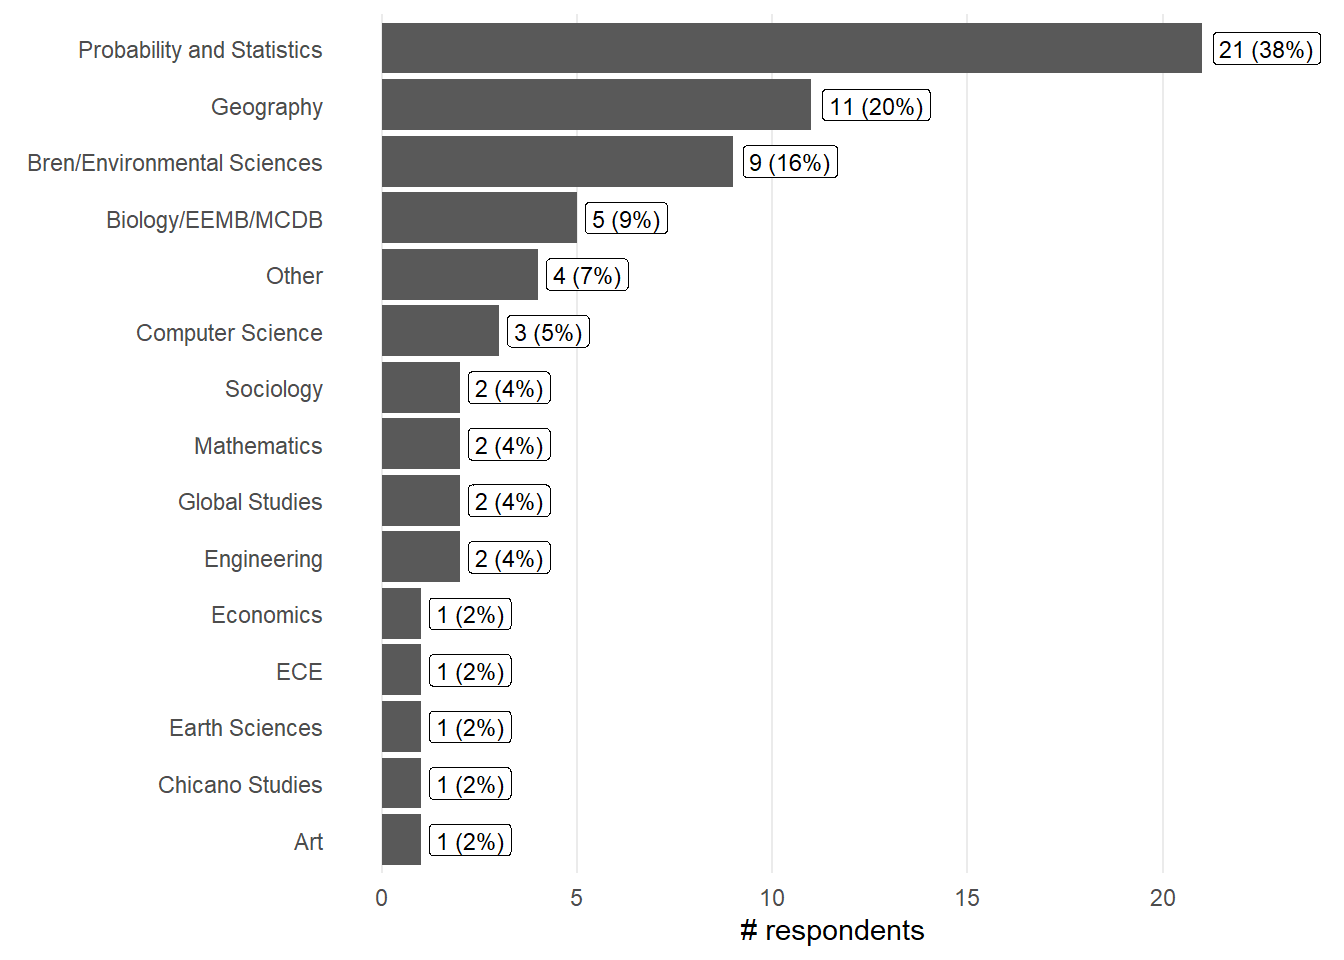 Probability and Statistics 21 (38%)
Geography 11 (20%)
Bren/Environmental Sciences 9 (16%)
Biology/EEMB/MCDB 5 (9%)
Other 4 (7%)
Computer Science 3 (5%)
Sociology 2 (4%)
Mathematics 2 (4%)
Global Studies 2 (4%)
Engineering 2 (4%)
Economics 1 (2%)
ECE 1 (2%)
Earth Sciences 1 (2%)
Chicano Studies 1 (2%)
Art 1 (2%)
0 5 10 15 20
# respondents